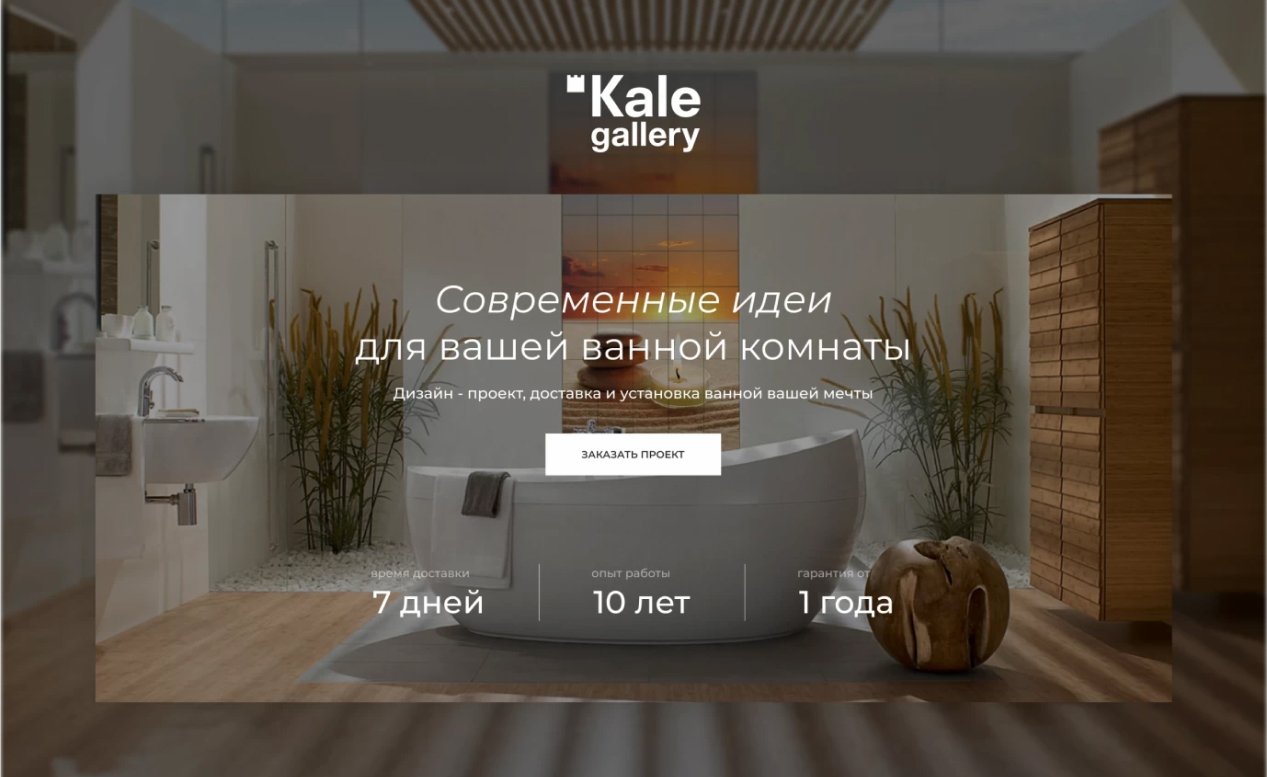 Kale
gallery
Современные идеи
для вашей ванной комнаты
Дизайн - проект, доставка и установка ванной вашей мечты
ЗАКАЗАТЬ ПРОЕКТ
время доставки
7 дней
опыт работы
10 лет
гарантия от
1 года